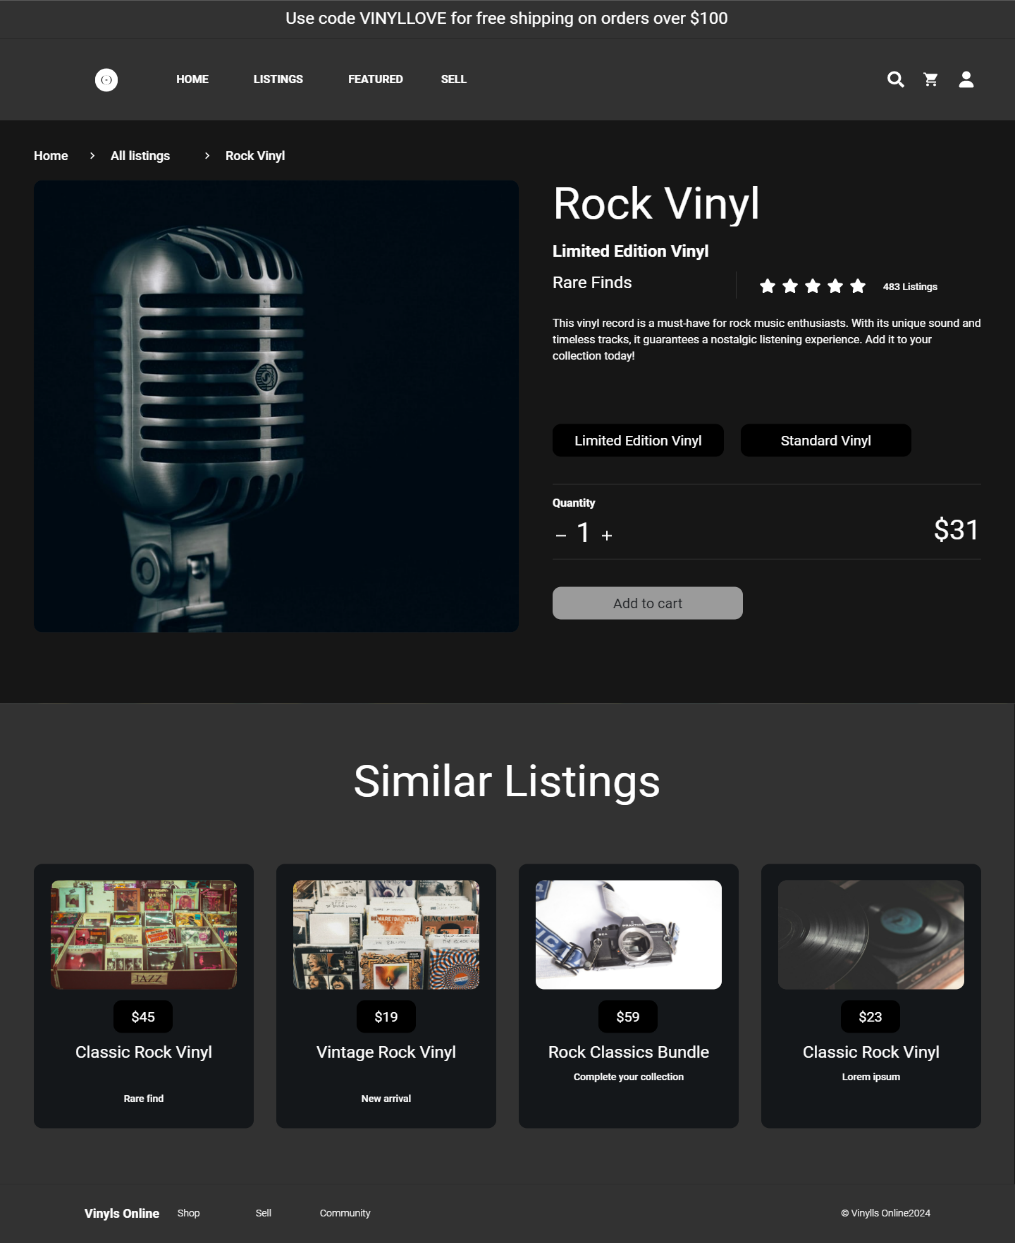 Use code VINYLLOVE for free shipping on orders over $100
HOME LISTINGS FEATURED SELL
Home > All listings > Rock Vinyl
Rock Vinyl
Limited Edition Vinyl
Rare Finds
483 Listings
This vinyl record is a must-have for rock music enthusiasts. With its unique sound and
timeless tracks, it guarantees a nostalgic listening experience. Add it to your
collection today!
Limited Edition Vinyl
Standard Vinyl
Quantity
– 1 +
$31
Add to cart
Similar Listings
JAZZ
$45
Classic Rock Vinyl
Rare find
$19
Vintage Rock Vinyl
New arrival
$59
Rock Classics Bundle
Complete your collection
$23
Classic Rock Vinyl
Lorem ipsum
Vinyls Online Shop Sell Community
© Vinylls Online2024